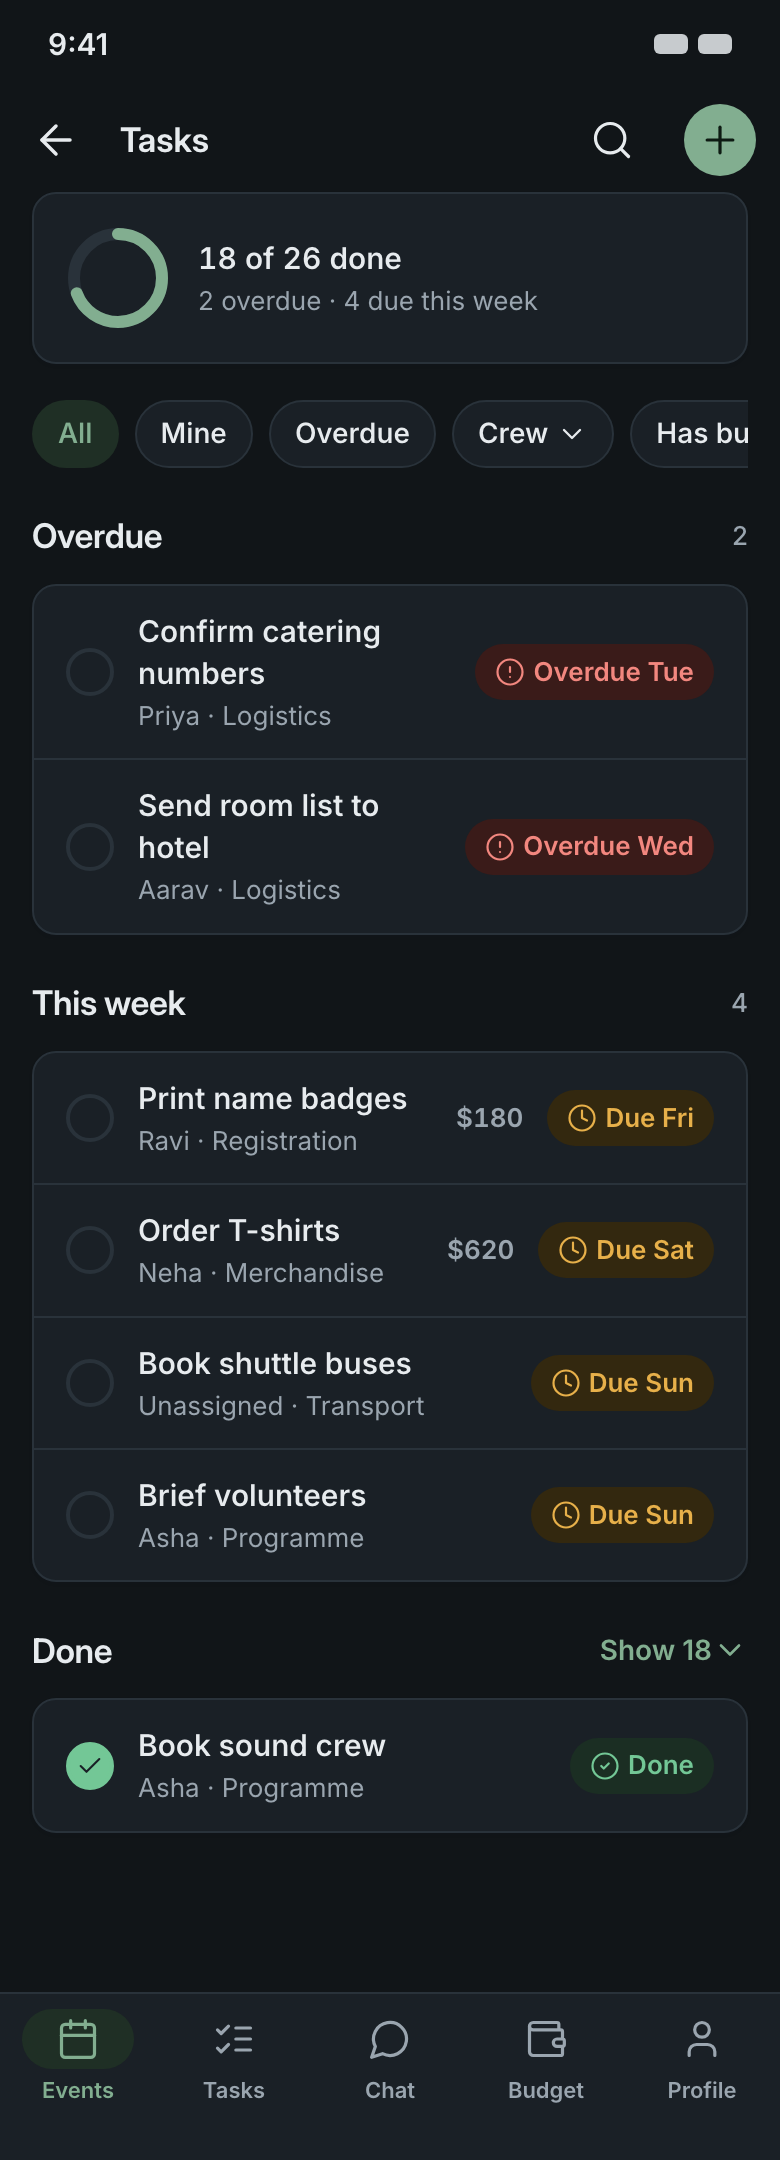 9:41
Tasks
18 of 26 done
2 overdue · 4 due this week
All
Mine
Overdue
Crew
Has bu
Overdue
2
Confirm catering
numbers
Priya · Logistics
Overdue Tue
Send room list to
hotel
Aarav · Logistics
Overdue Wed
This week
4
Print name badges
Ravi · Registration
$180
Due Fri
Order T-shirts
Neha · Merchandise
$620
Due Sat
Book shuttle buses
Unassigned · Transport
Due Sun
Brief volunteers
Asha · Programme
Due Sun
Done
Show 18
Book sound crew
Asha · Programme
Done
Events
Tasks
Chat
Budget
Profile